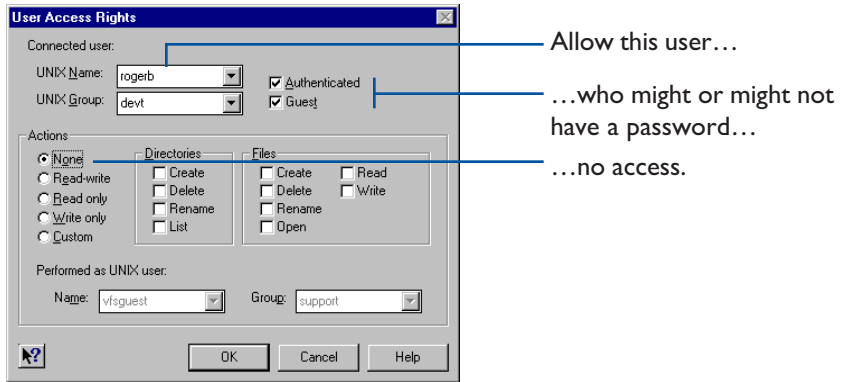 User Access Rights
Connected user:
UNIX Name: rogerb
UNIX Group: devt
Authenticated
Guest
Allow this user…
…who might or might not
have a password…
…no access.
Actions
None
Read-write
Read only
Write only
Custom
Directories
Create
Delete
Rename
List
Files
Create Read
Delete Write
Rename
Open
Performed as UNIX user:
Name: vfsguest Group: support
OK Cancel Help